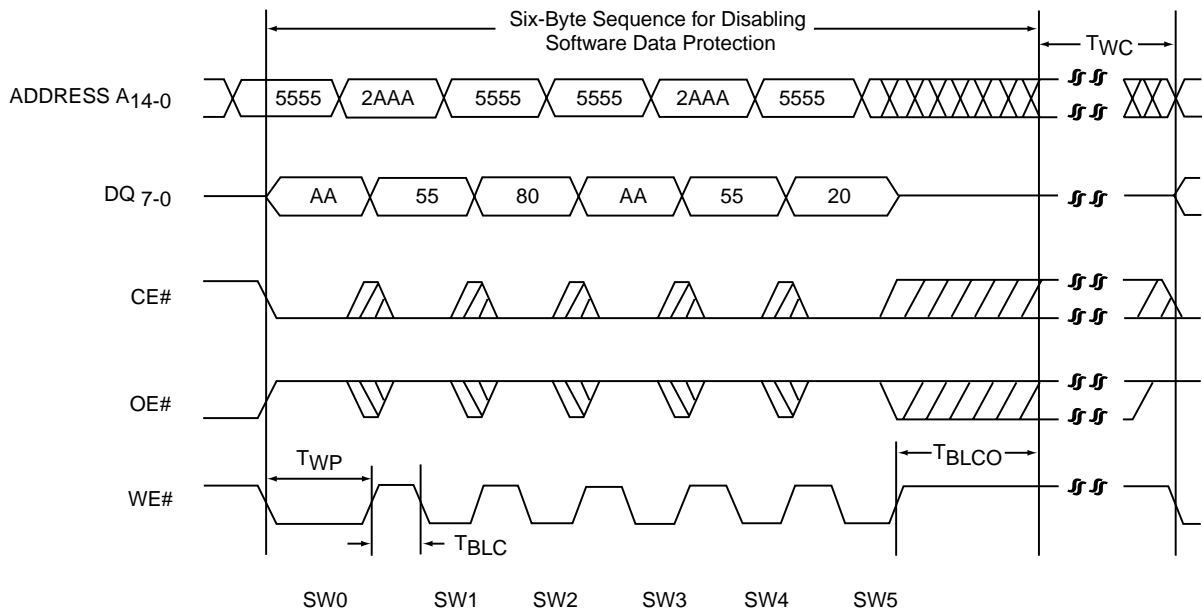 Six-Byte Sequence for Disabling
Software Data Protection
TWC
ADDRESS A14-0
5555 2AAA 5555 5555 2AAA 5555
DQ 7-0
AA 55 80 AA 55 20
CE#
OE#
TWP
TBLCO
WE#
TBLC
SW0 SW1 SW2 SW3 SW4 SW5